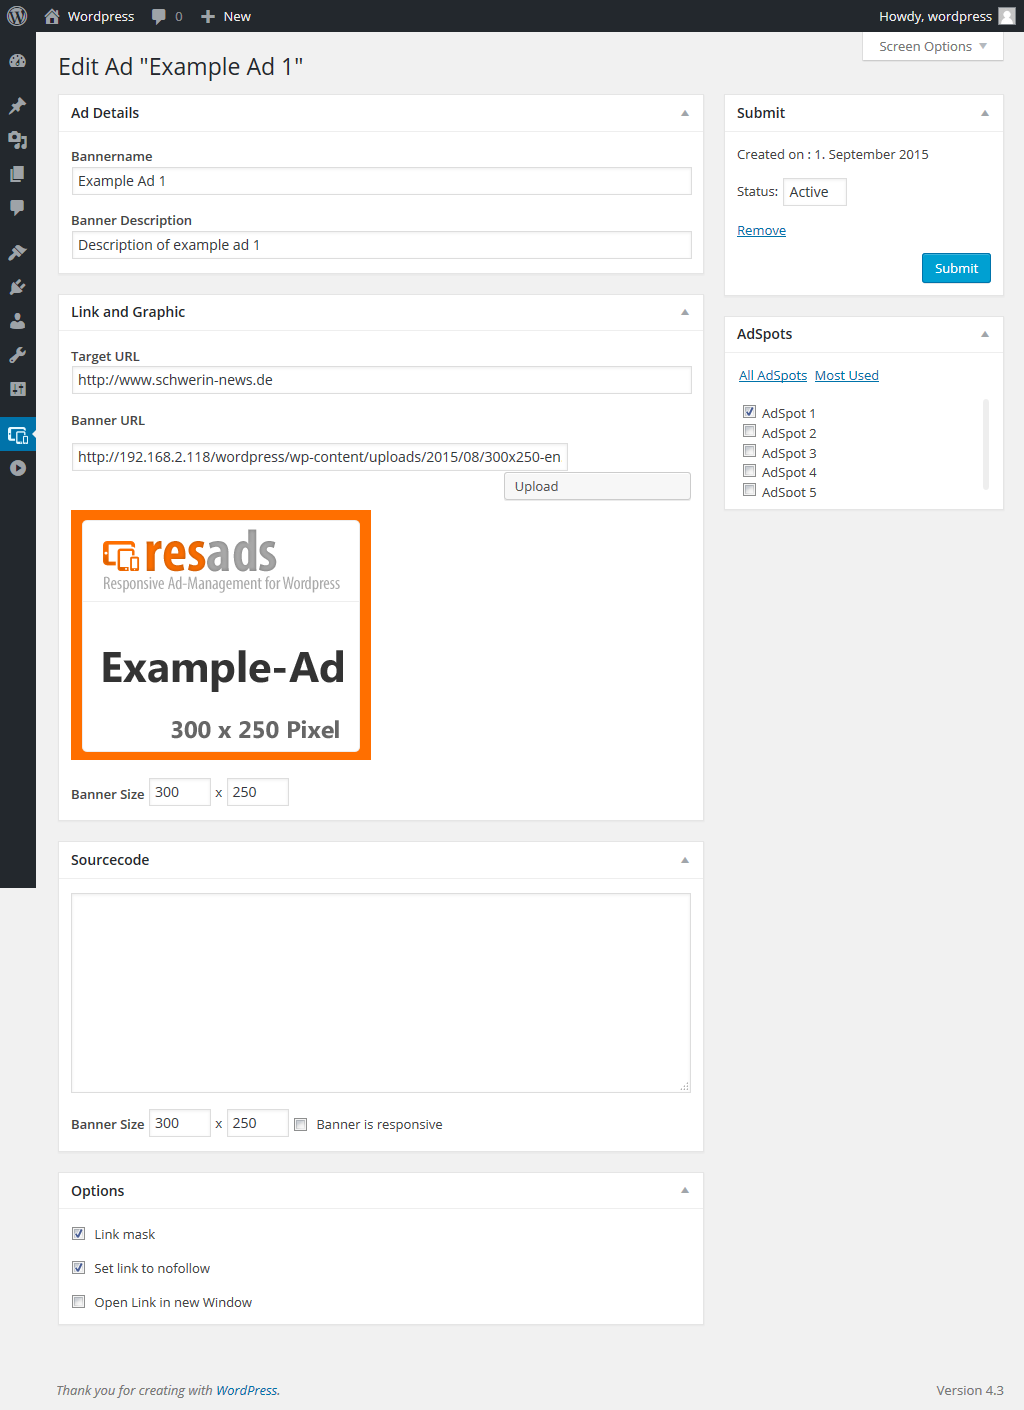 Wordpress 0 New Howdy, wordpress
Screen Options
Edit Ad "Example Ad 1"
Ad Details
Bannername
Example Ad 1
Banner Description
Description of example ad 1
Link and Graphic
Target URL
http://www.schwerin-news.de
Banner URL
http://192.168.2.118/wordpress/wp-content/uploads/2015/08/300x250-en
Upload
resads
Responsive Ad-Management for Wordpress
Example-Ad
300 x 250 Pixel
Banner Size 300 x 250
Sourcecode
Banner Size 300 x 250 Banner is responsive
Options
Link mask
Set link to nofollow
Open Link in new Window
Submit
Created on : 1. September 2015
Status: Active
Remove
Submit
AdSpots
All AdSpots Most Used
AdSpot 1
AdSpot 2
AdSpot 3
AdSpot 4
AdSpot 5
Thank you for creating with WordPress. Version 4.3